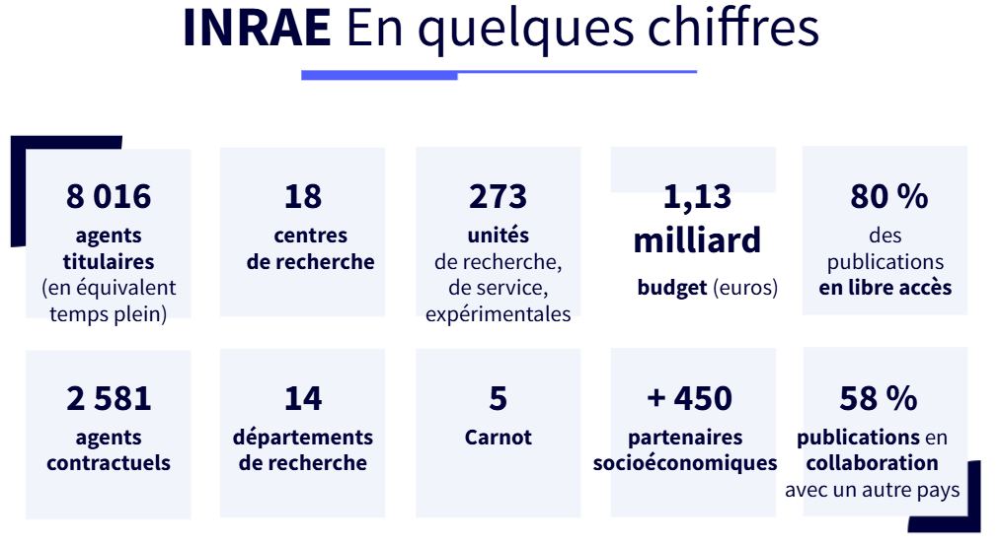 INRAE En quelques chiffres
8 016
agents
titulaires
(en équivalent
temps plein)
18
centres
de recherche
273
unités
de recherche,
de service,
expérimentales
1,13
milliard
budget (euros)
80 %
des
publications
en libre accès
2 581
agents
contractuels
14
départements
de recherche
5
Carnot
+ 450
partenaires
socioéconomiques
58 %
publications en
collaboration
avec un autre pays